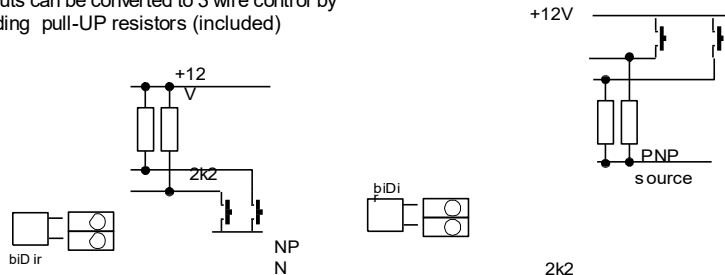 uts can be converted to 3 wire control by
ding pull-UP resistors (included)
+12V
+12
V
2k2
PNP
source
biDi
r
NP
N
biD ir
2k2